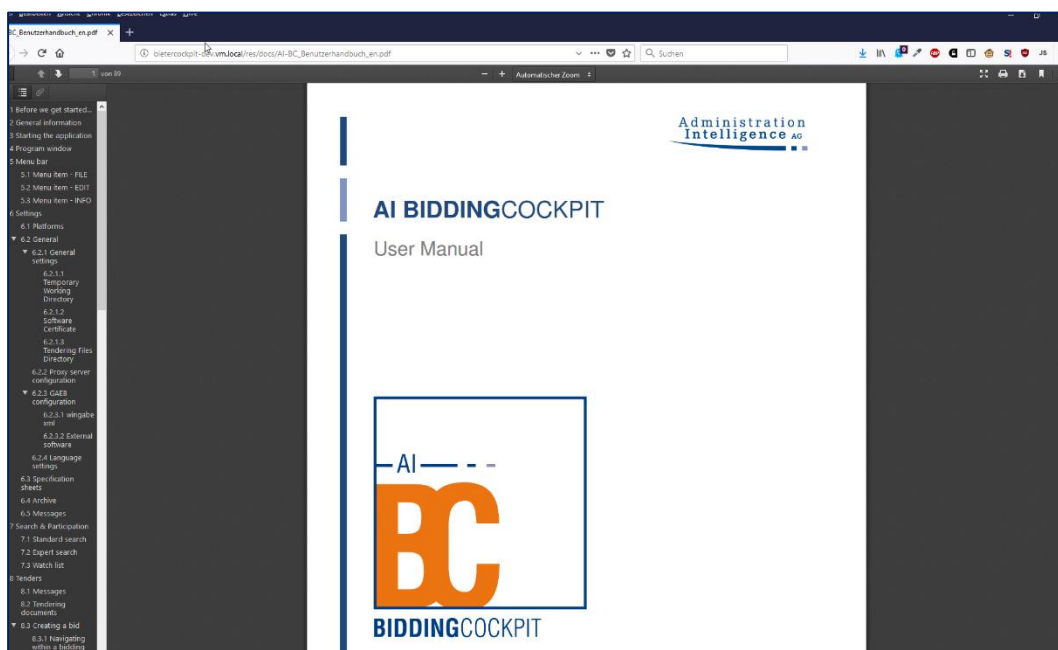 Bearbeiten Ansicht Chronik Lesezeichen Extras Hilfe
BC_Benutzerhandbuch_en.pdf
bietercockpit-dev.vm.local/res/docs/AI-BC_Benutzerhandbuch_en.pdf
Suchen
JS
1 von 89
Automatischer Zoom
1 Before we get started...
2 General information
3 Starting the application
4 Program window
5 Menu bar
5.1 Menu item - FILE
5.2 Menu item - EDIT
5.3 Menu item - INFO
6 Settings
6.1 Platforms
6.2 General
6.2.1 General
settings
6.2.1.1
Temporary
Working
Directory
6.2.1.2
Software
Certificate
6.2.1.3
Tendering Files
Directory
6.2.2 Proxy server
configuration
6.2.3 GAEB
configuration
6.2.3.1 wingabe
xml
6.2.3.2 External
software
6.2.4 Language
settings
6.3 Specification
sheets
6.4 Archive
6.5 Messages
7 Search & Participation
7.1 Standard search
7.2 Expert search
7.3 Watch list
8 Tenders
8.1 Messages
8.2 Tendering
documents
8.3 Creating a bid
8.3.1 Navigating
within a bidding
Administration
Intelligence AG
AI BIDDINGCOCKPIT
User Manual
AI
BC
BIDDINGCOCKPIT